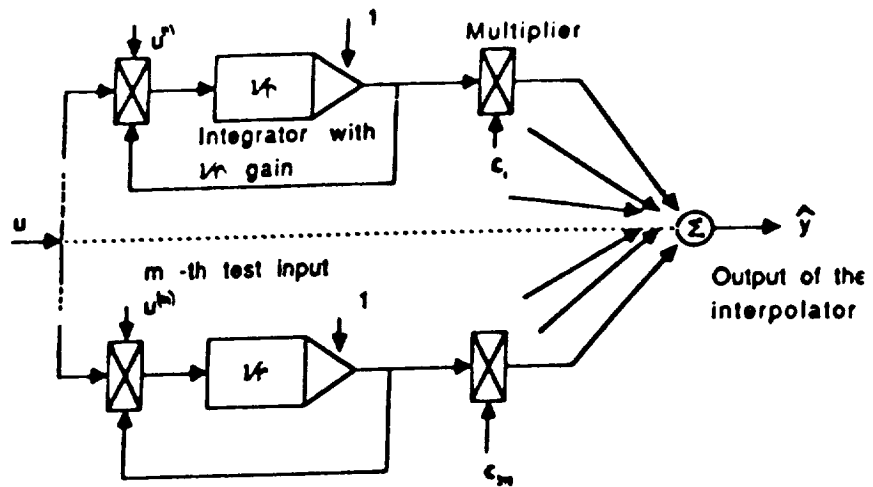 1
Multiplier
u⁽¹⁾
1/r
Integrator with
1/r gain
c₁
u
Σ
ŷ
m -th test input
u⁽ᵐ⁾
1
Output of the
interpolator
1/r
cₘ